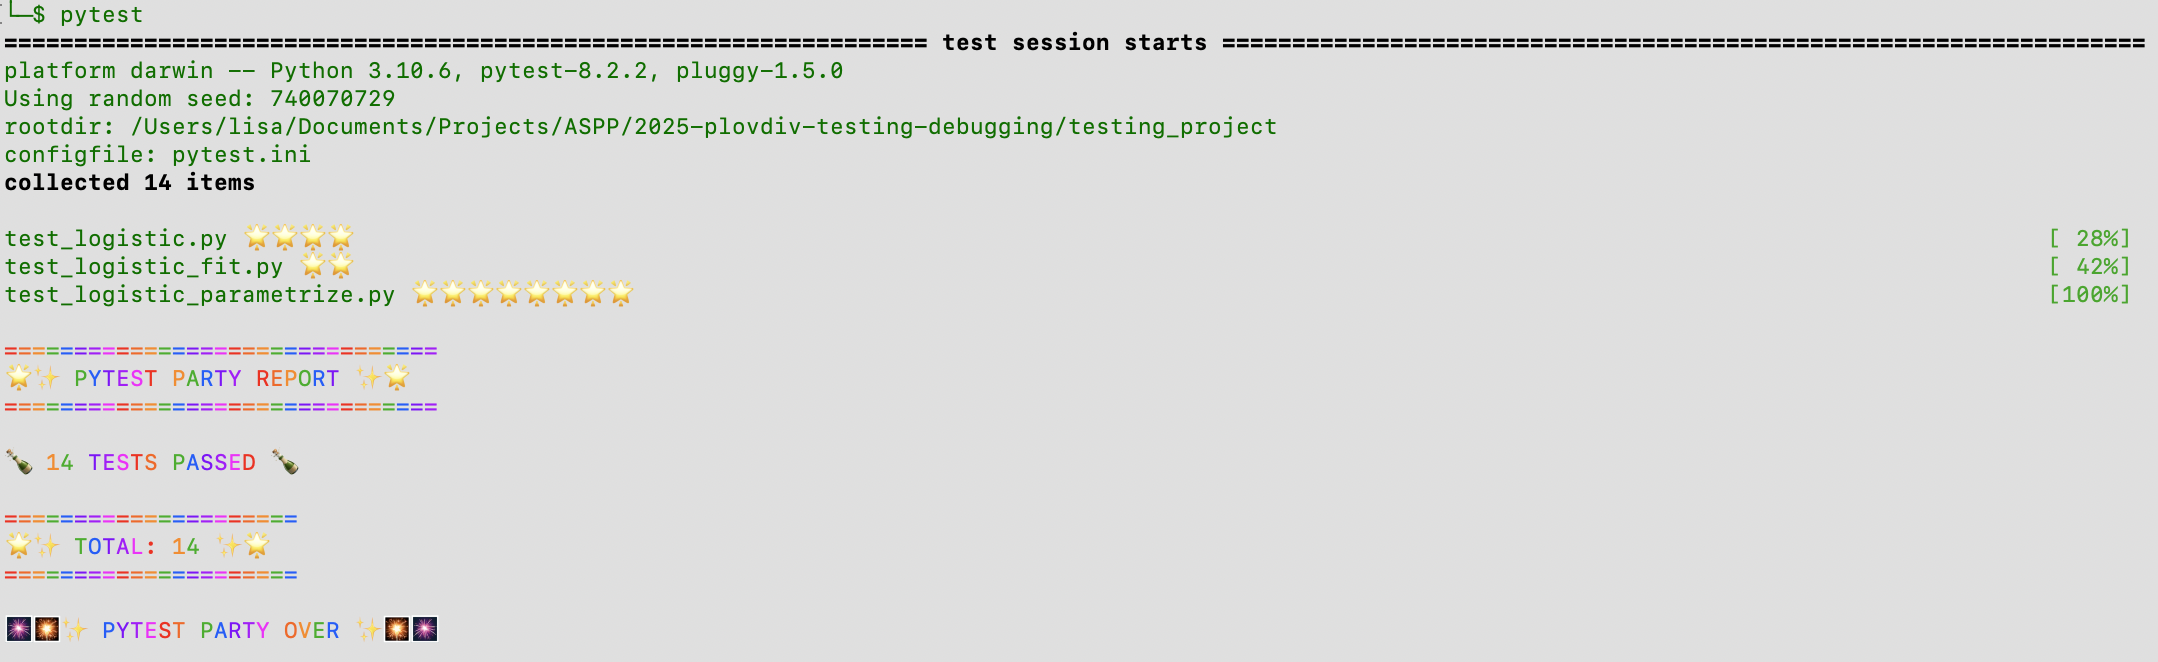 └─$ pytest
================================================================== test session starts ==================================================================
platform darwin -- Python 3.10.6, pytest-8.2.2, pluggy-1.5.0
Using random seed: 740070729
rootdir: /Users/lisa/Documents/Projects/ASPP/2025-plovdiv-testing-debugging/testing_project
configfile: pytest.ini
collected 14 items
test_logistic.py 🌟🌟🌟🌟 [ 28%]
test_logistic_fit.py 🌟🌟 [ 42%]
test_logistic_parametrize.py 🌟🌟🌟🌟🌟🌟🌟🌟 [100%]
===============================
🌟✨ PYTEST PARTY REPORT ✨🌟
===============================
🍾 14 TESTS PASSED 🍾
=====================
🌟✨ TOTAL: 14 ✨🌟
=====================
🎆🎇✨ PYTEST PARTY OVER ✨🎇🎆